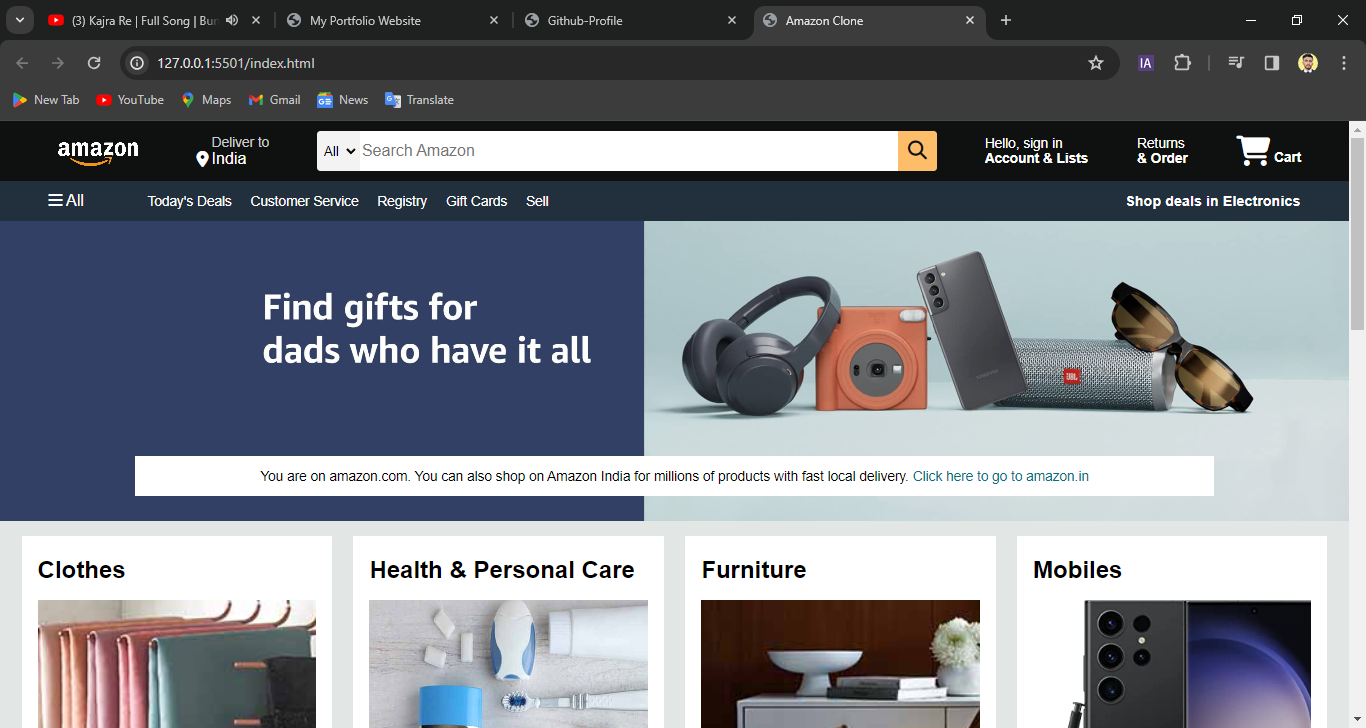 (3) Kajra Re | Full Song | Bun
My Portfolio Website
Github-Profile
Amazon Clone
127.0.0.1:5501/index.html
IA
New Tab
YouTube
Maps
Gmail
News
Translate
amazon
Deliver to
India
All
Search Amazon
Hello, sign in
Account & Lists
Returns
& Order
Cart
All
Today's Deals
Customer Service
Registry
Gift Cards
Sell
Shop deals in Electronics
Find gifts for
dads who have it all
SAMSUNG
JBL
You are on amazon.com. You can also shop on Amazon India for millions of products with fast local delivery. Click here to go to amazon.in
Clothes
Health & Personal Care
Furniture
Mobiles